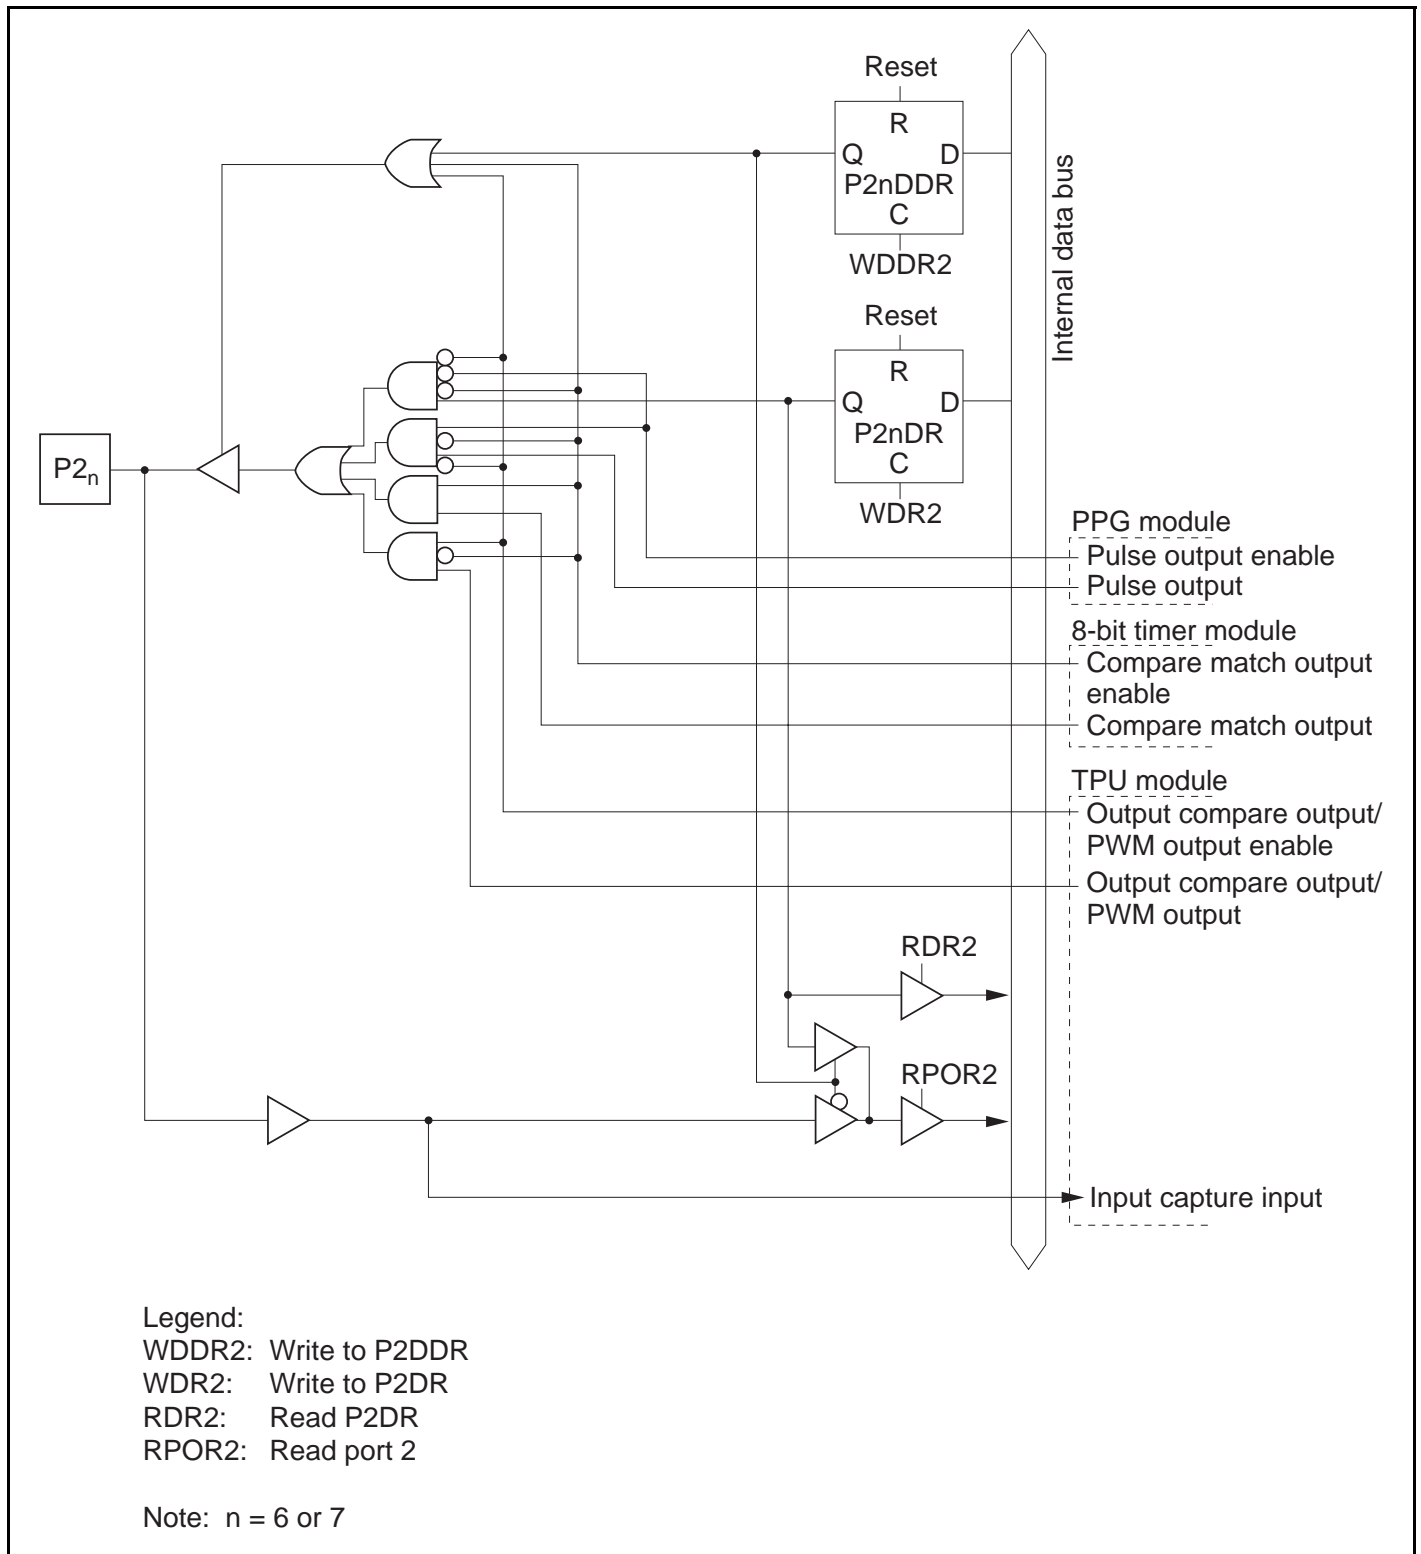 Reset
R
Q D
P2nDDR
C
WDDR2
Internal data bus
Reset
R
Q D
P2nDR
C
WDR2
P2n
PPG module
Pulse output enable
Pulse output
8-bit timer module
Compare match output
enable
Compare match output
TPU module
Output compare output/
PWM output enable
Output compare output/
PWM output
RDR2
RPOR2
Input capture input
Legend:
WDDR2: Write to P2DDR
WDR2: Write to P2DR
RDR2: Read P2DR
RPOR2: Read port 2
Note: n = 6 or 7